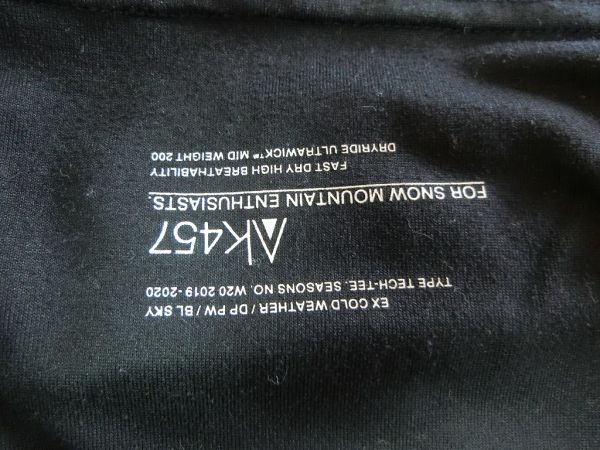 EX COLD WEATHER / DP PW / BL SKY
TYPE TECH-TEE. SEASONS NO. W20 2019-2020
AK457
FOR SNOW MOUNTAIN ENTHUSIASTS.
FAST DRY HIGH BREATHABILITY
DRYRIDE ULTRAWICK™ MID WEIGHT 200